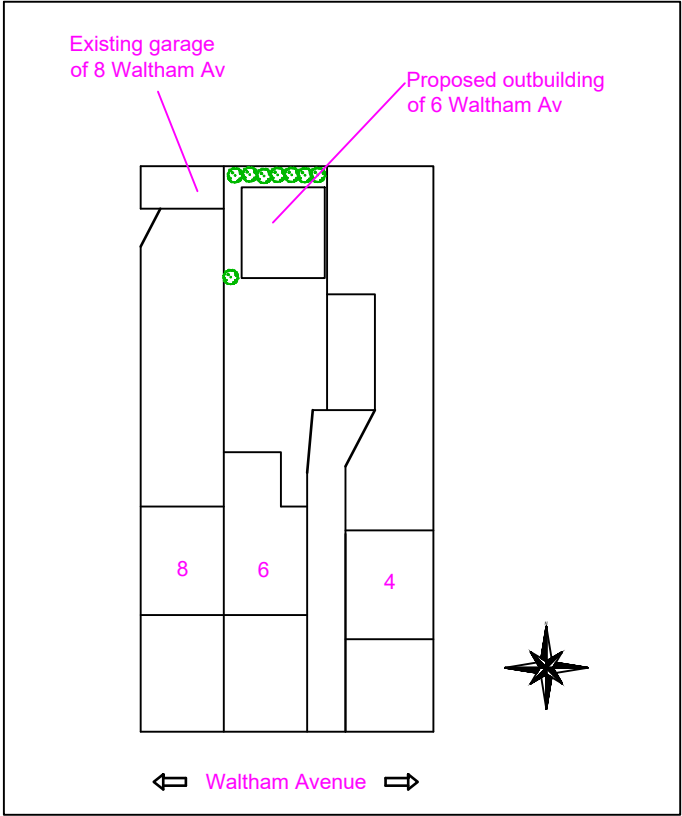 Existing garage
of 8 Waltham Av
Proposed outbuilding
of 6 Waltham Av
8
6
4
Waltham Avenue